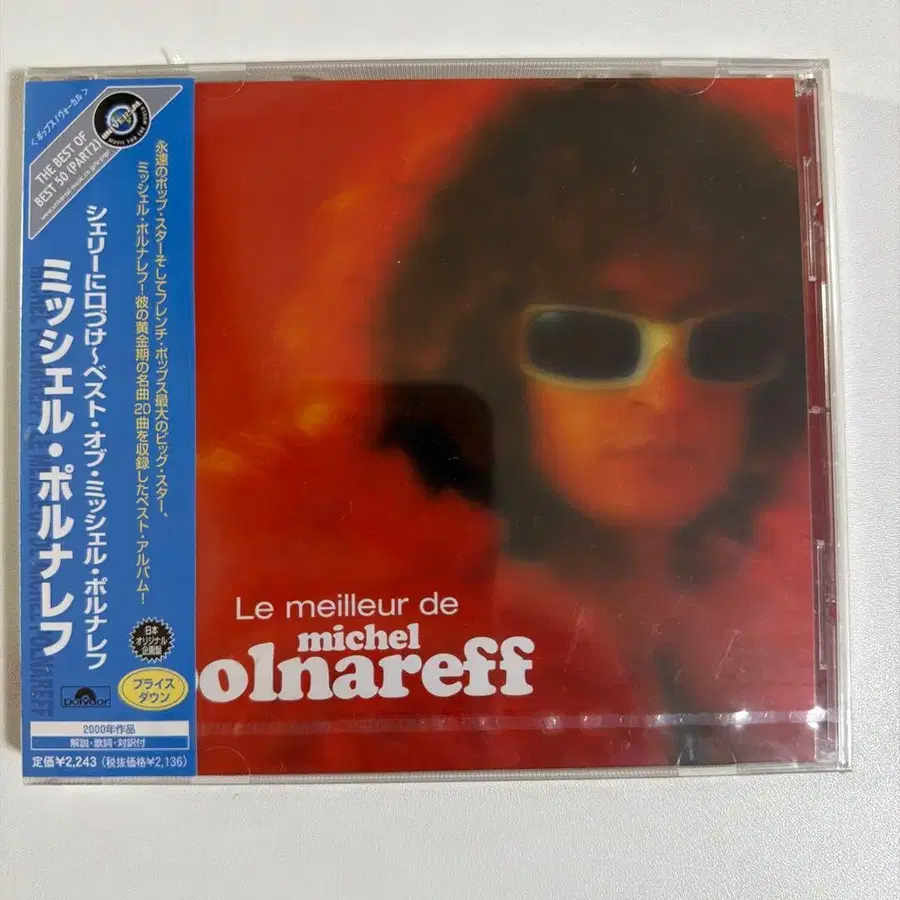 <ポップス/ヴォーカル>
THE BEST OF
BEST 50 (PART2)
UNIVERSAL
永遠のポップ・スターそしてフレンチ・ポップス最大のビッグ・スター、
ミッシェル・ポルナレフ!彼の黄金期の名曲20曲を収録したベスト・アルバム!
シェリーに口づけ〜ベスト・オブ・ミッシェル・ポルナレフ
ミッシェル・ポルナレフ
日本
オリジナル
企画盤
プライス
ダウン
polydor
2000年作品
解説・歌詞・対訳付
定価¥2,243 (税抜価格¥2,136)
Le meilleur de
michel
polnareff